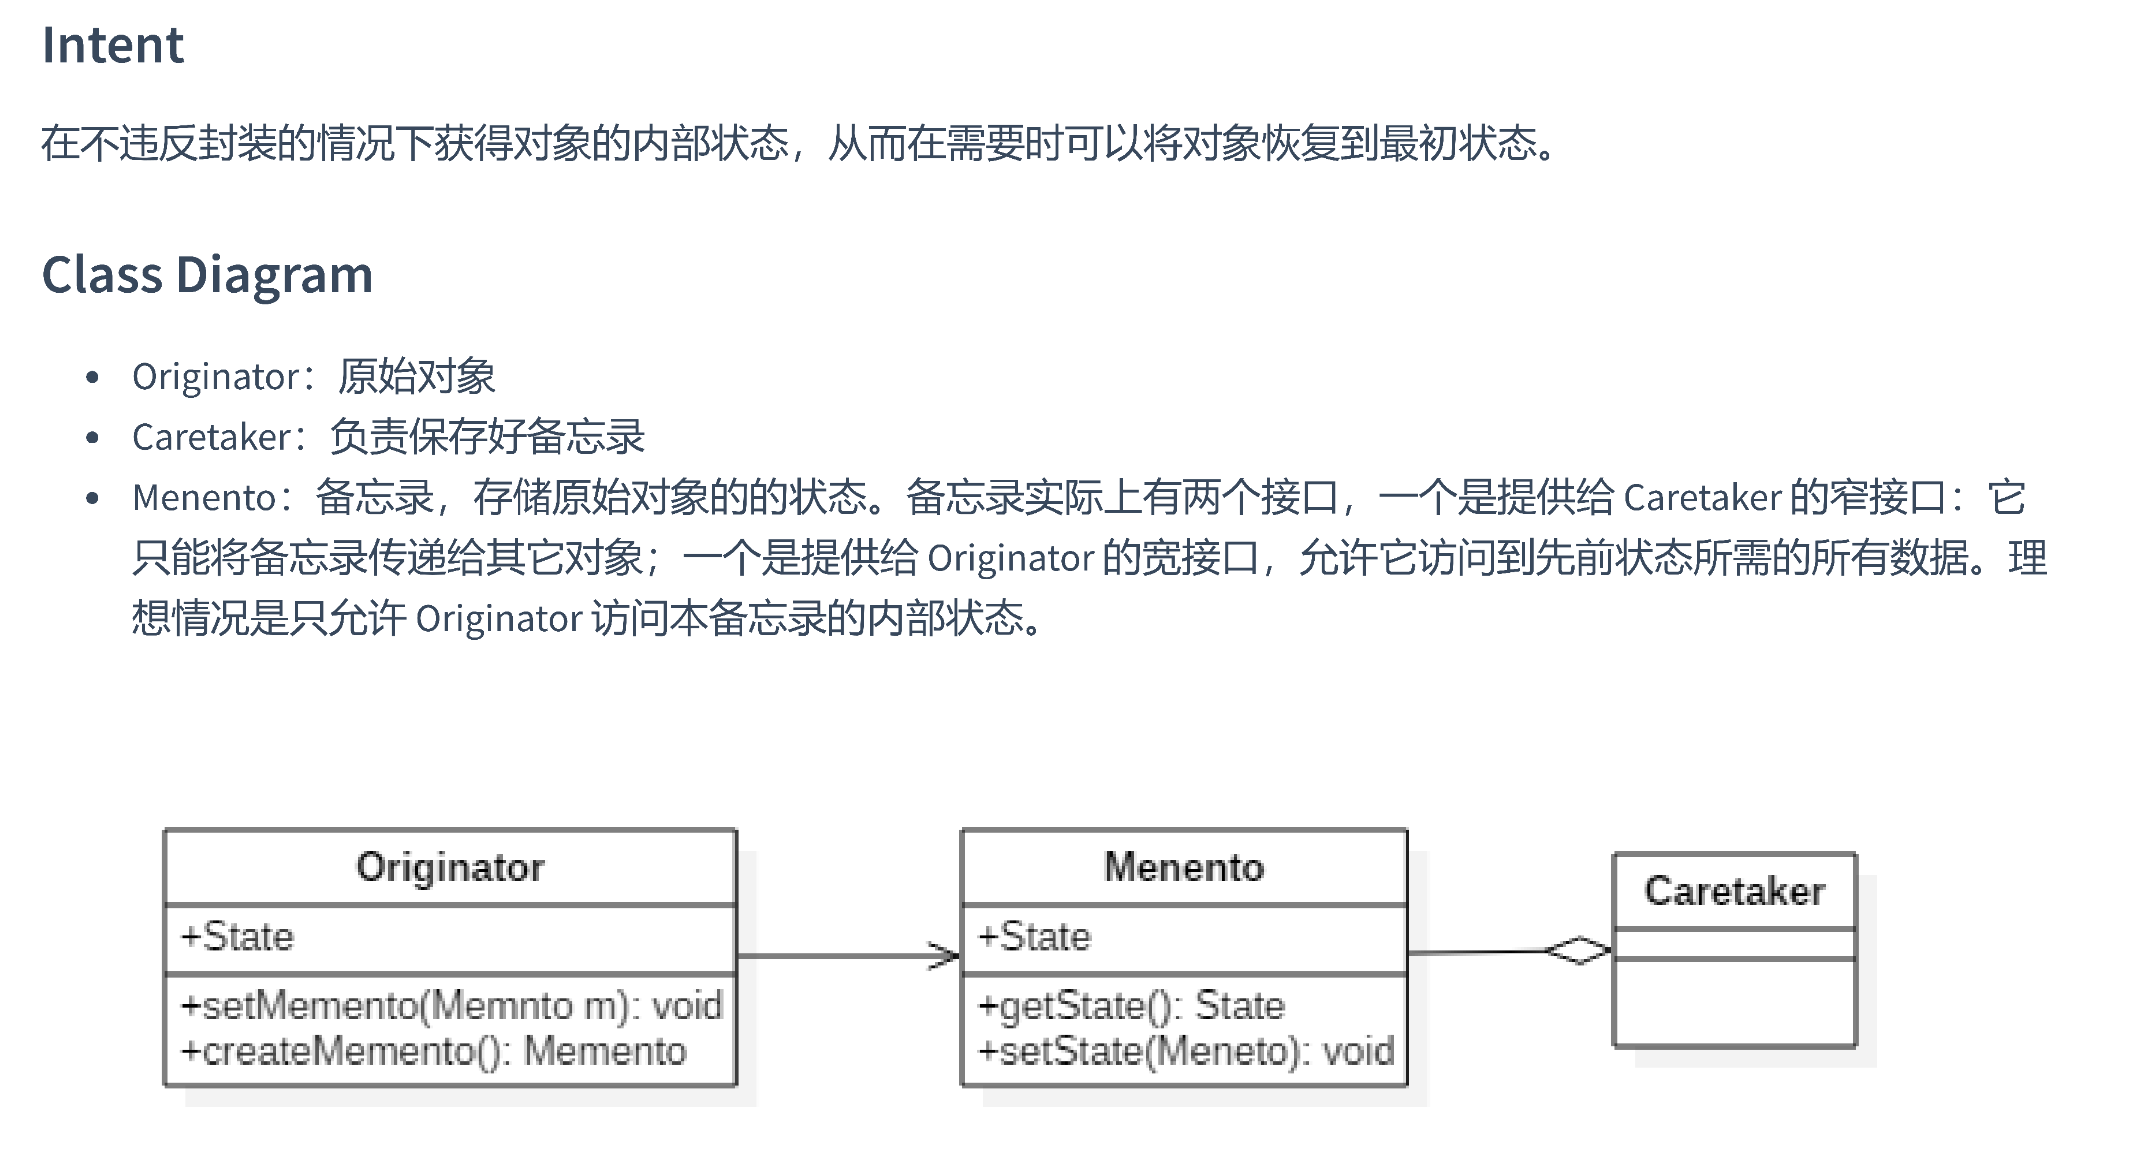 Intent
在不违反封装的情况下获得对象的内部状态，从而在需要时可以将对象恢复到最初状态。
Class Diagram
• Originator：原始对象
• Caretaker：负责保存好备忘录
• Menento：备忘录，存储原始对象的的状态。备忘录实际上有两个接口，一个是提供给 Caretaker 的窄接口：它
只能将备忘录传递给其它对象；一个是提供给 Originator 的宽接口，允许它访问到先前状态所需的所有数据。理
想情况是只允许 Originator 访问本备忘录的内部状态。
Originator
+State
+setMemento(Memnto m): void
+createMemento(): Memento
Menento
+State
+getState(): State
+setState(Meneto): void
Caretaker